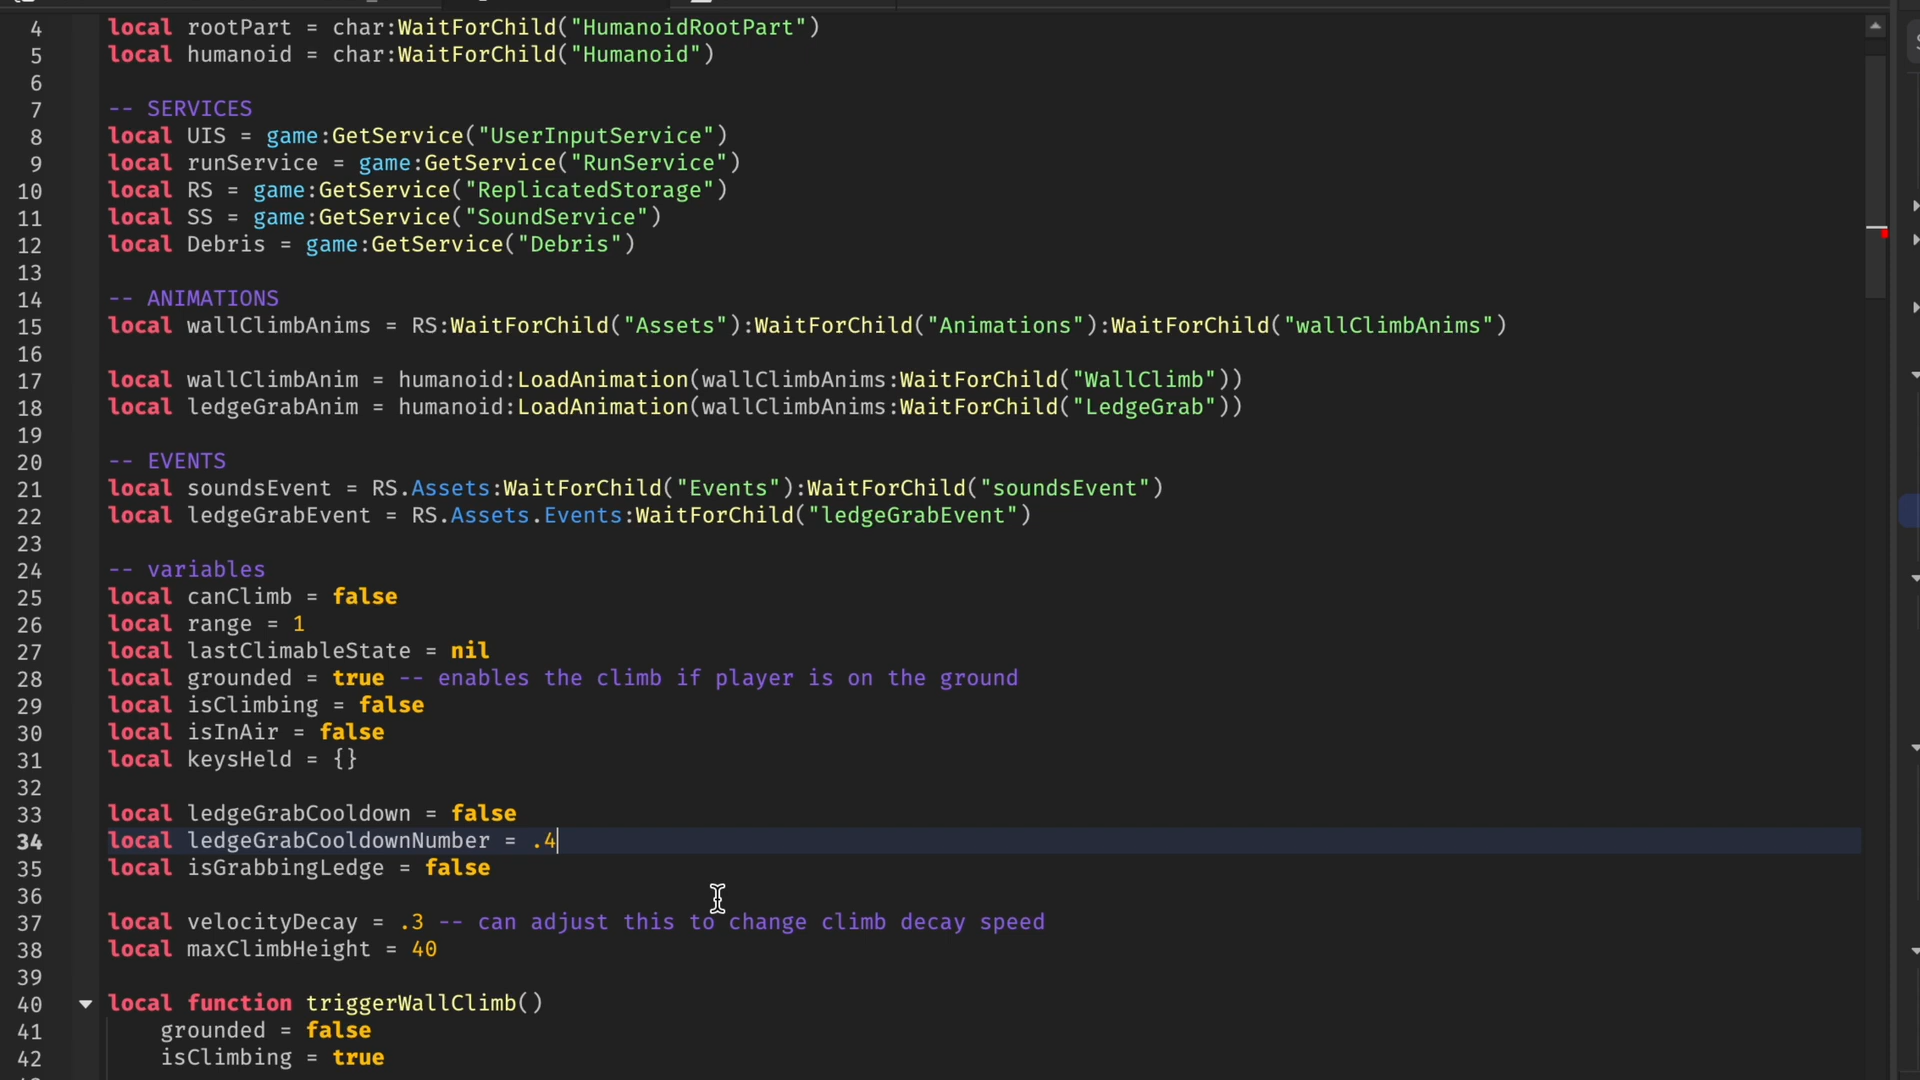 4 local rootPart = char:WaitForChild("HumanoidRootPart")
5 local humanoid = char:WaitForChild("Humanoid")
6
7 -- SERVICES
8 local UIS = game:GetService("UserInputService")
9 local runService = game:GetService("RunService")
10 local RS = game:GetService("ReplicatedStorage")
11 local SS = game:GetService("SoundService")
12 local Debris = game:GetService("Debris")
13
14 -- ANIMATIONS
15 local wallClimbAnims = RS:WaitForChild("Assets"):WaitForChild("Animations"):WaitForChild("wallClimbAnims")
16
17 local wallClimbAnim = humanoid:LoadAnimation(wallClimbAnims:WaitForChild("WallClimb"))
18 local ledgeGrabAnim = humanoid:LoadAnimation(wallClimbAnims:WaitForChild("LedgeGrab"))
19
20 -- EVENTS
21 local soundsEvent = RS.Assets:WaitForChild("Events"):WaitForChild("soundsEvent")
22 local ledgeGrabEvent = RS.Assets.Events:WaitForChild("ledgeGrabEvent")
23
24 -- variables
25 local canClimb = false
26 local range = 1
27 local lastClimableState = nil
28 local grounded = true -- enables the climb if player is on the ground
29 local isClimbing = false
30 local isInAir = false
31 local keysHeld = {}
32
33 local ledgeGrabCooldown = false
34 local ledgeGrabCooldownNumber = .4
35 local isGrabbingLedge = false
36
37 local velocityDecay = .3 -- can adjust this to change climb decay speed
38 local maxClimbHeight = 40
39
40 local function triggerWallClimb()
41 grounded = false
42 isClimbing = true